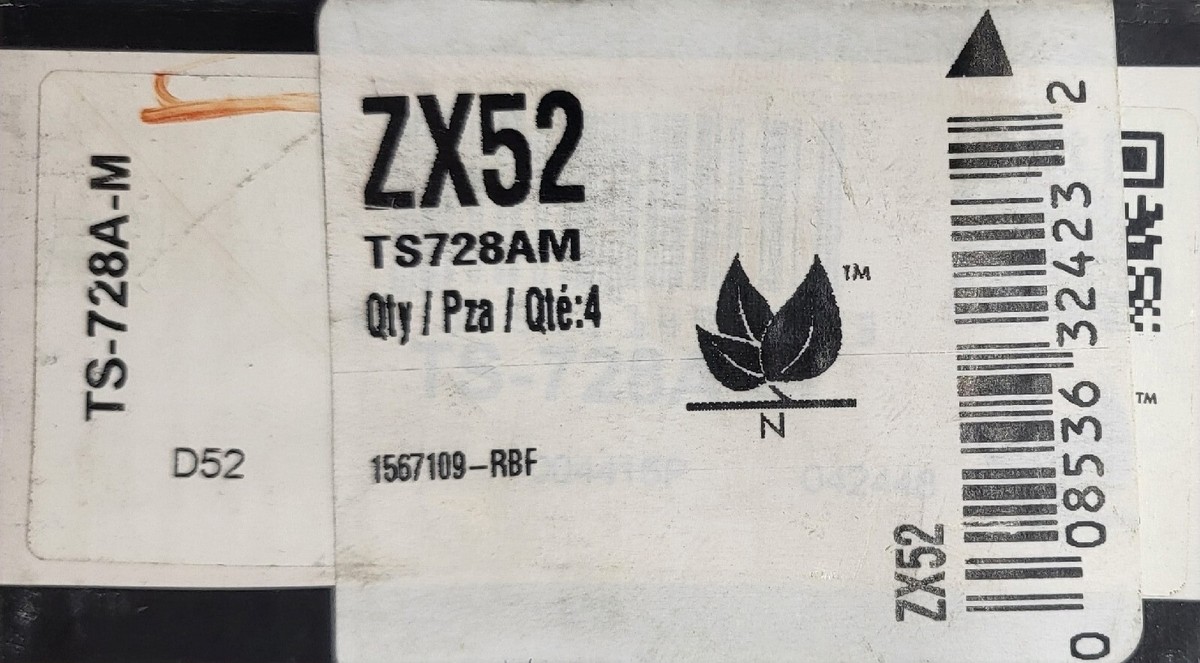 TS-728A-M
D52
ZX52
TS728AM
Qty / Pza / Qté:4
TM
N
1567109-RBF
ZX52
0 08536 32423 2
TM